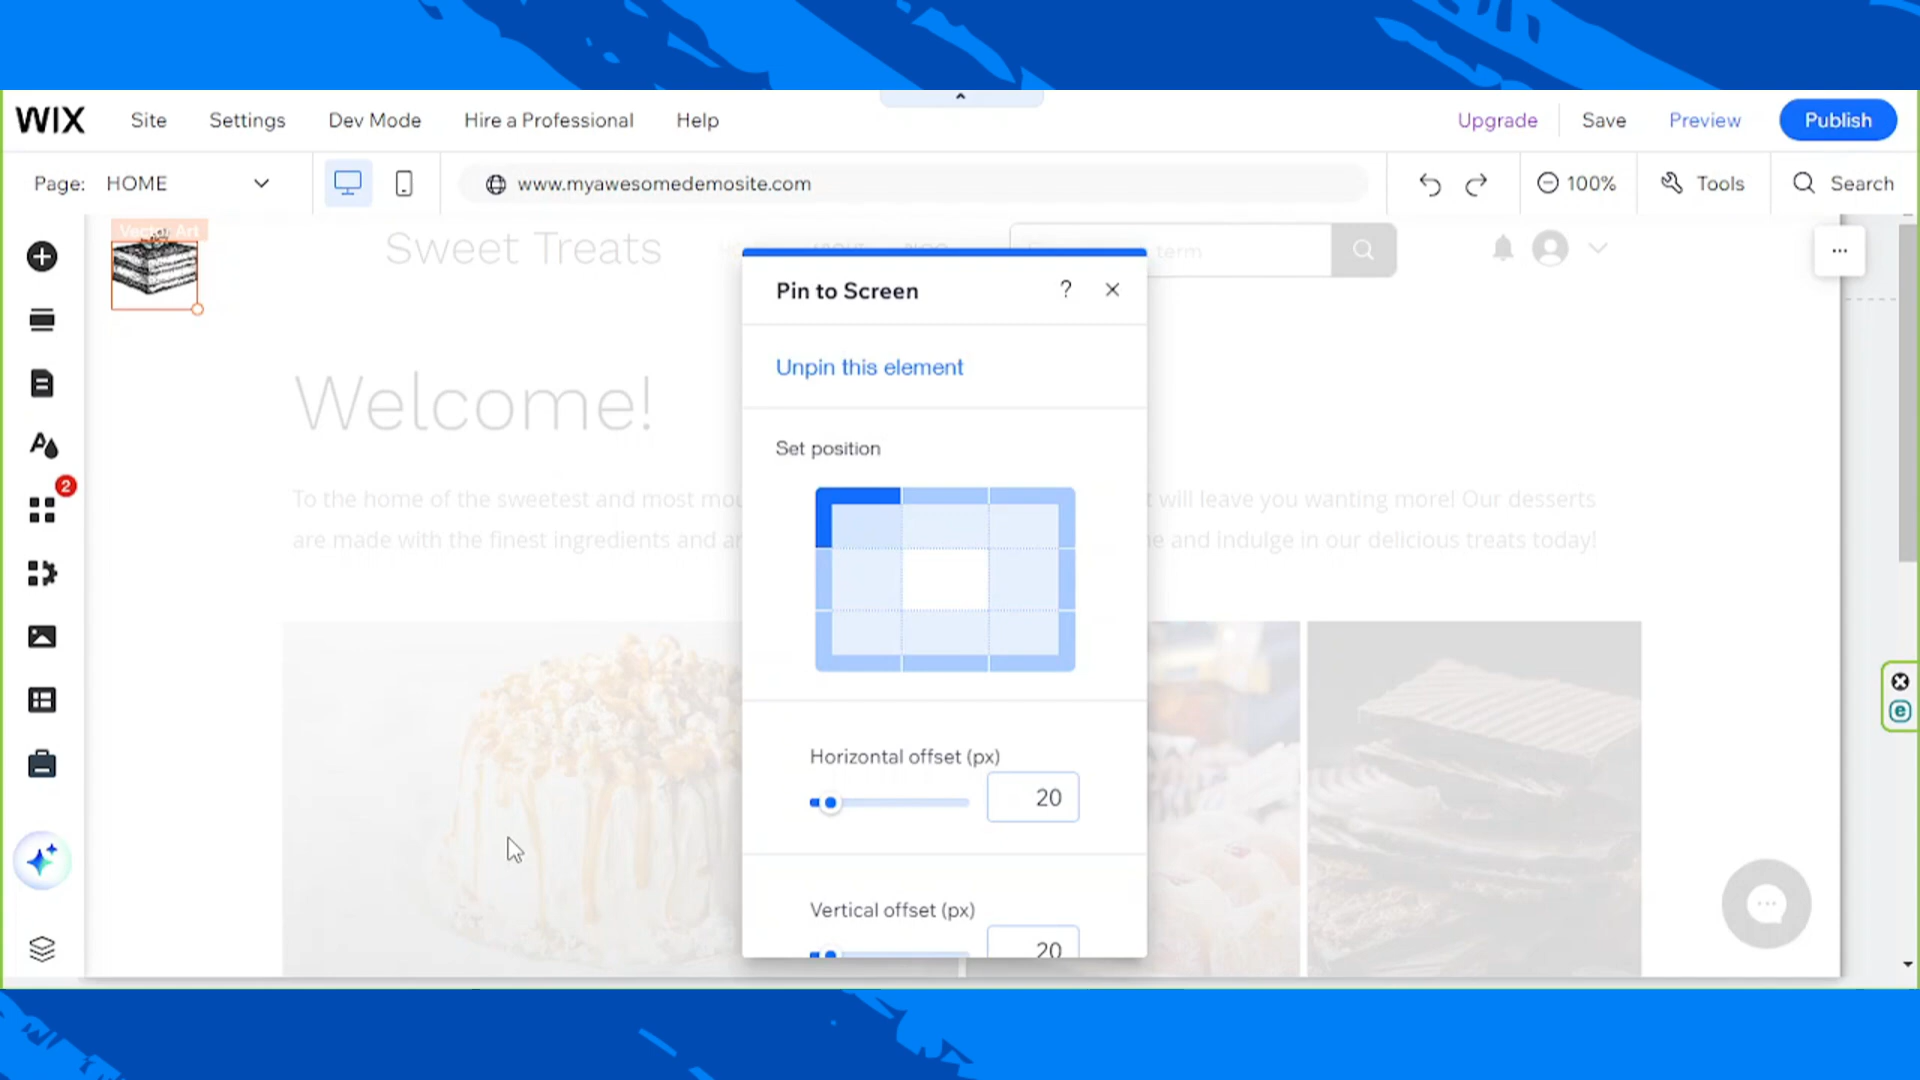 WIX
Site
Settings
Dev Mode
Hire a Professional
Help
Upgrade
Save
Preview
Publish
Page: HOME
www.myawesomedemosite.com
100%
Tools
Search
Vector Art
Sweet Treats
term
Pin to Screen
?
Unpin this element
Welcome!
Set position
To the home of the sweetest and most
will leave you wanting more! Our desserts
are made with the finest ingredients and
and indulge in our delicious treats today!
2
Horizontal offset (px)
20
Vertical offset (px)
20